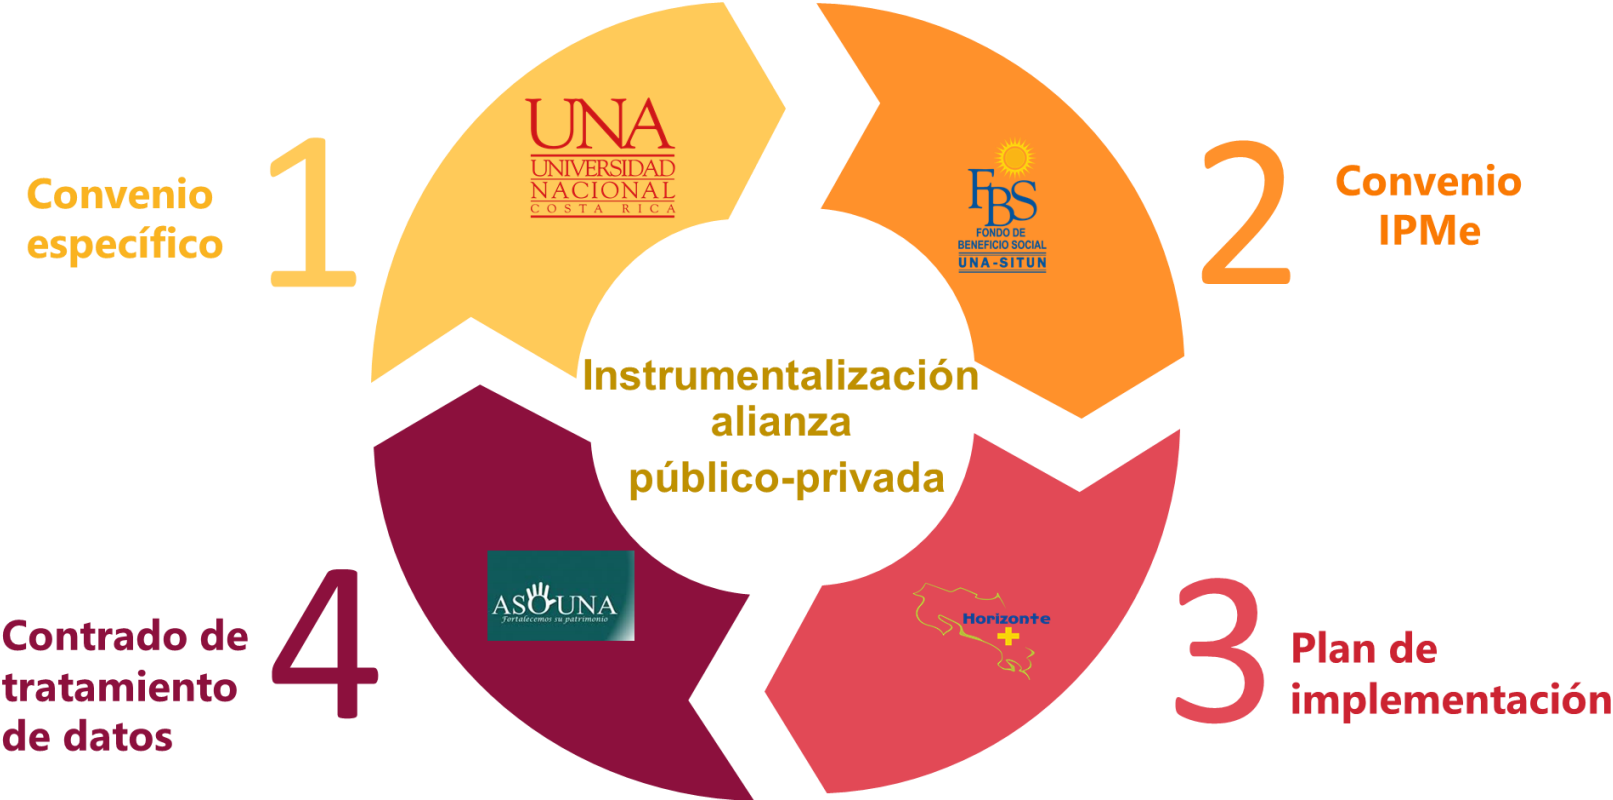 1
Convenio
específico
UNA
UNIVERSIDAD
NACIONAL
COSTA RICA
2
Convenio
IPMe
FBS
FONDO DE
BENEFICIO SOCIAL
UNA-SITUN
Instrumentalización
alianza
público-privada
3
Plan de
implementación
Horizonte
+
4
Contrado de
tratamiento
de datos
ASOUNA
Fortalecemos su patrimonio